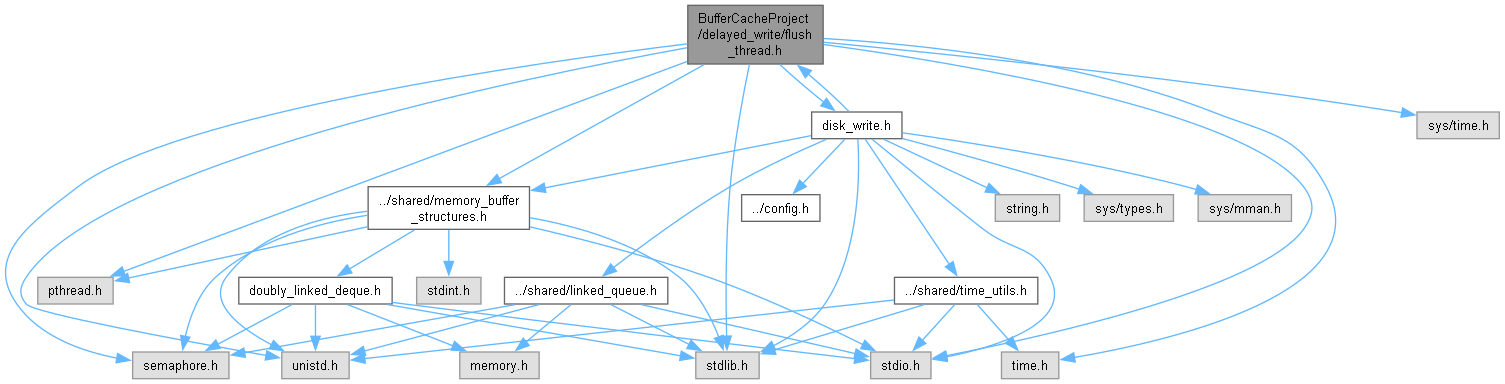 BufferCacheProject
/delayed_write/flush
_thread.h
disk_write.h
sys/time.h
../shared/memory_buffer
_structures.h
../config.h
string.h
sys/types.h
sys/mman.h
pthread.h
doubly_linked_deque.h
stdint.h
../shared/linked_queue.h
../shared/time_utils.h
semaphore.h
unistd.h
memory.h
stdlib.h
stdio.h
time.h